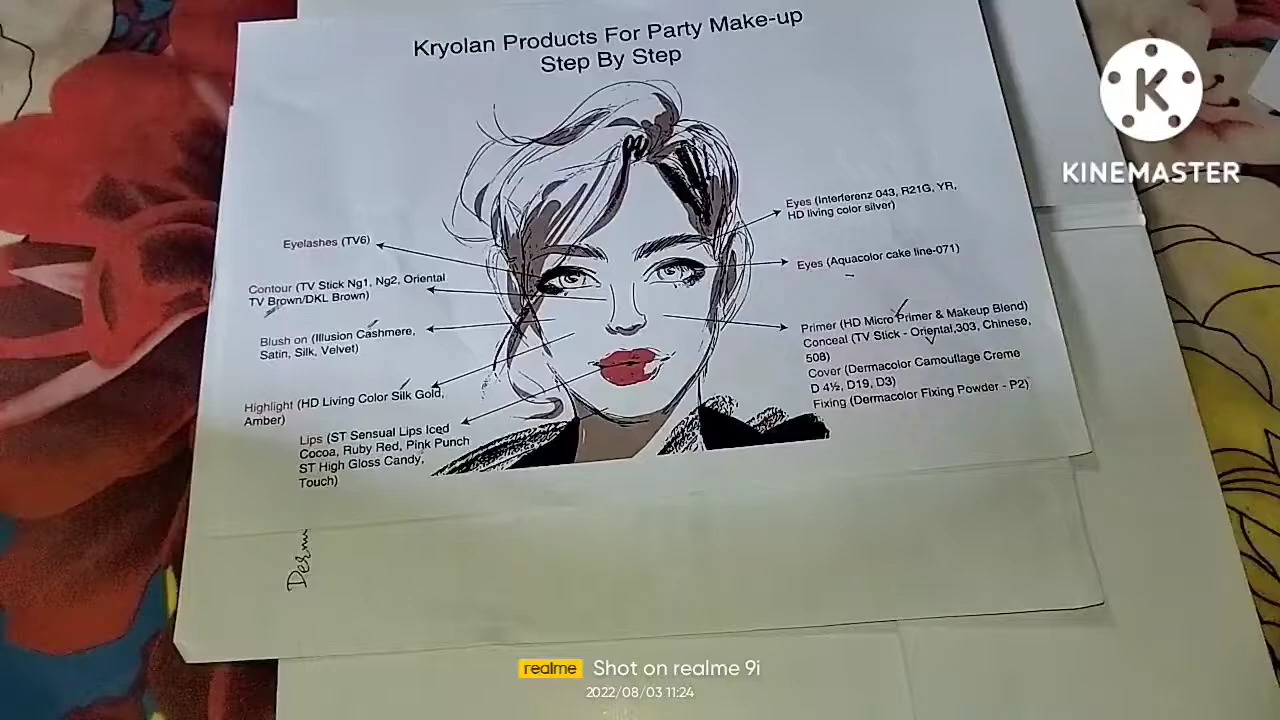 Kryolan Products For Party Make-up
Step By Step
K
KINEMASTER
Eyes (Interferenz 043, R21G, YR,
HD living color silver)
Eyelashes (TV6)
Eyes (Aquacolor cake line-071)
Contour (TV Stick Ng1, Ng2, Oriental
TV Brown/DKL Brown)
Blush on (Illusion Cashmere,
Satin, Silk, Velvet)
Primer (HD Micro Primer & Makeup Blend)
Conceal (TV Stick - Oriental,303, Chinese,
508)
Cover (Dermacolor Camouflage Creme
D 4½, D19, D3)
Fixing (Dermacolor Fixing Powder - P2)
Highlight (HD Living Color Silk Gold,
Amber)
Lips (ST Sensual Lips Iced
Cocoa, Ruby Red, Pink Punch
ST High Gloss Candy,
Touch)
realme Shot on realme 9i
2022/08/03 11:24